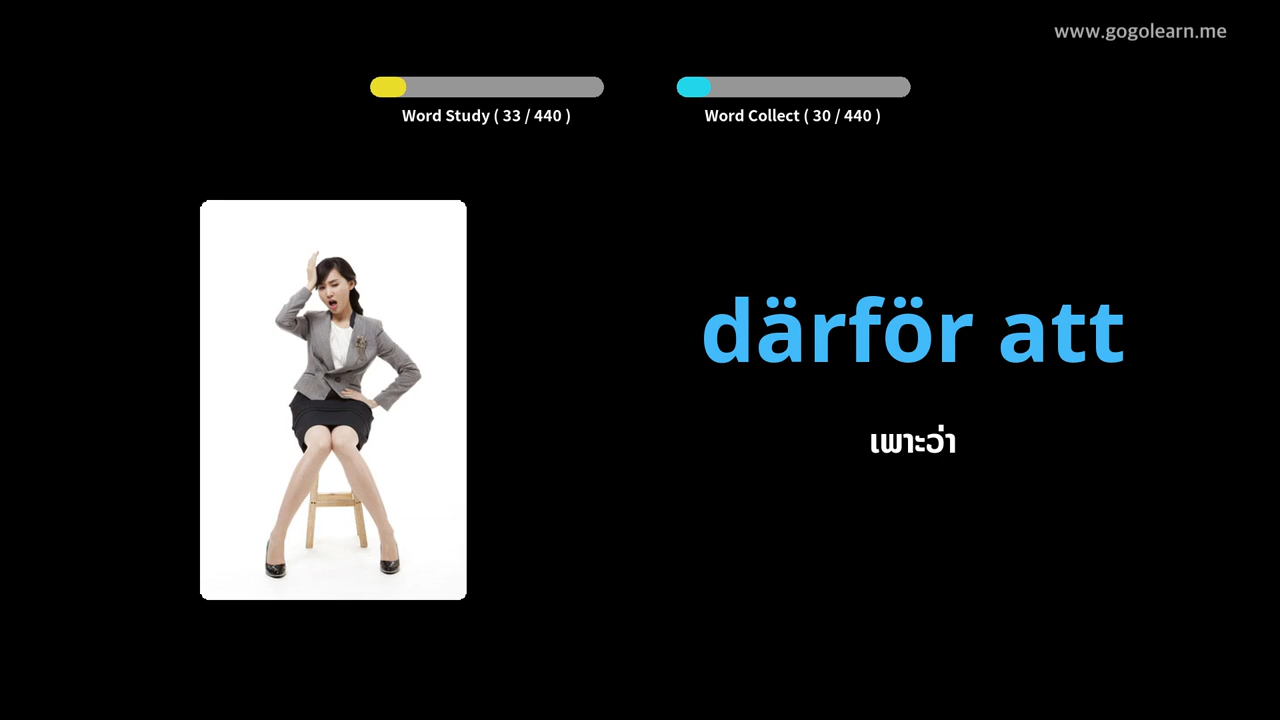 www.gogolearn.me
Word Study ( 33 / 440 )
Word Collect ( 30 / 440 )
därför att
เพาะว่า